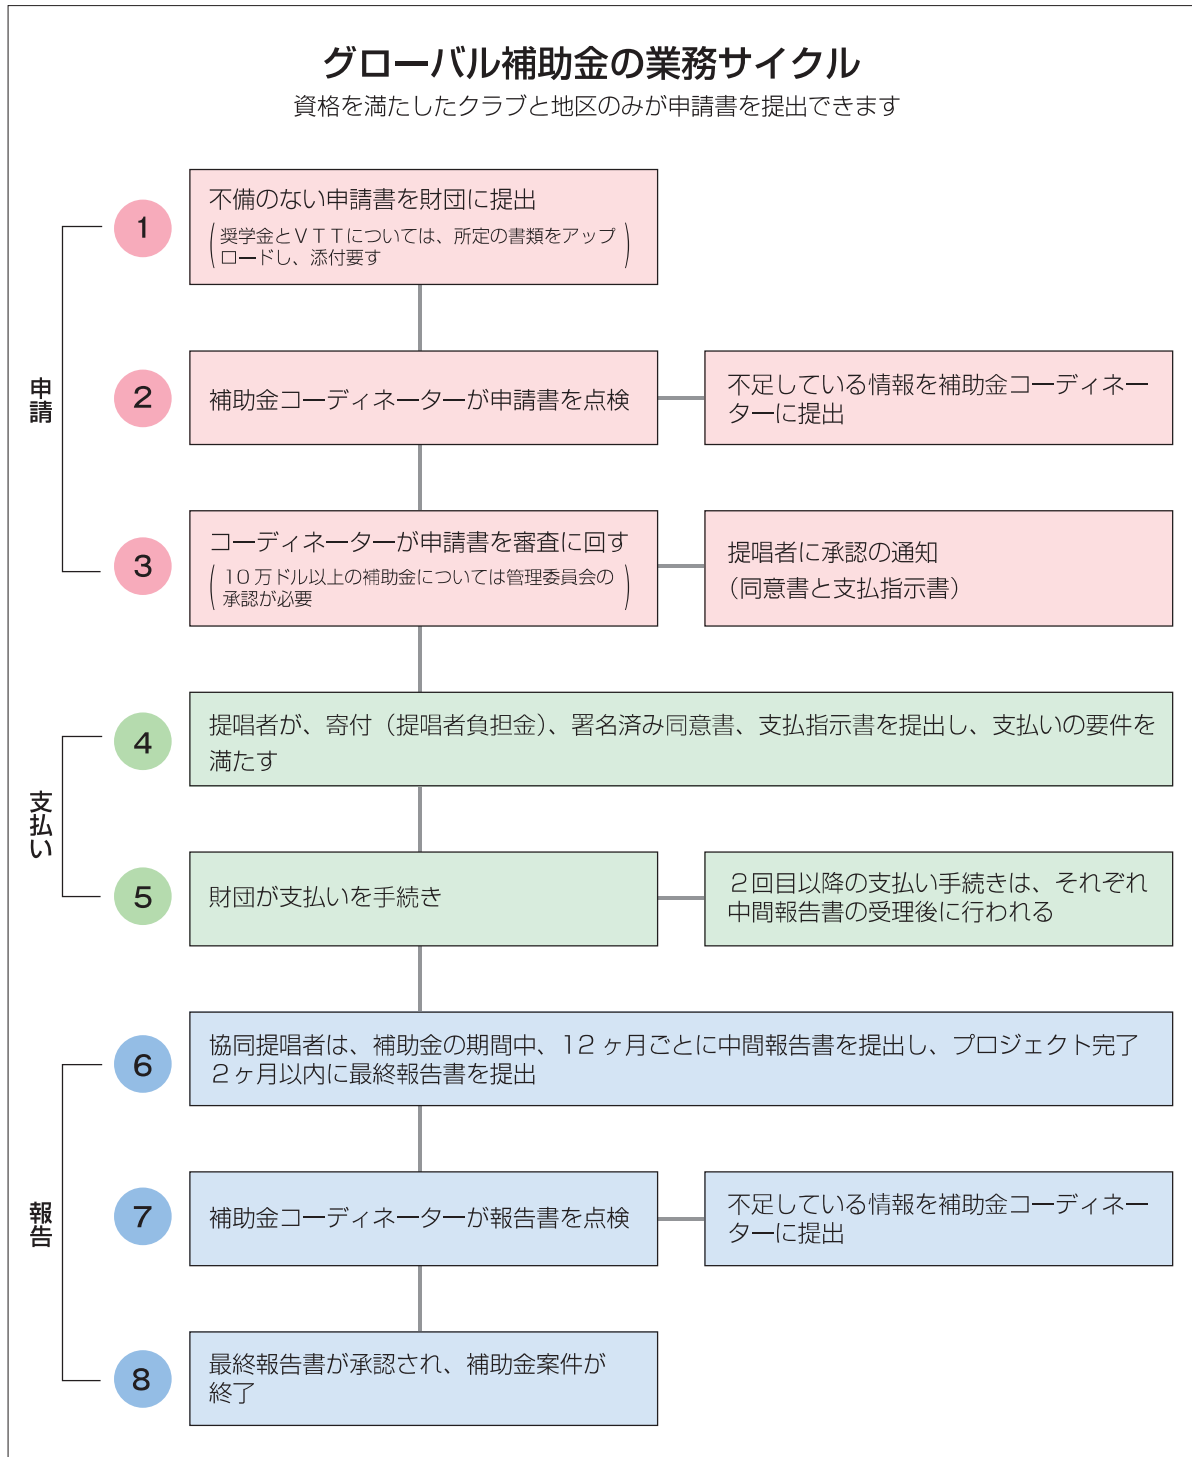 グローバル補助金の業務サイクル
資格を満たしたクラブと地区のみが申請書を提出できます
申請
1
不備のない申請書を財団に提出
(奨学金とＶＴＴについては、所定の書類をアップ
ロードし、添付要す)
2
補助金コーディネーターが申請書を点検
不足している情報を補助金コーディネー
ターに提出
3
コーディネーターが申請書を審査に回す
(10万ドル以上の補助金については管理委員会の
承認が必要)
提唱者に承認の通知
（同意書と支払指示書）
支払い
4
提唱者が、寄付（提唱者負担金）、署名済み同意書、支払指示書を提出し、支払いの要件を
満たす
5
財団が支払いを手続き
２回目以降の支払い手続きは、それぞれ
中間報告書の受理後に行われる
報告
6
協同提唱者は、補助金の期間中、12 ヶ月ごとに中間報告書を提出し、プロジェクト完了
２ヶ月以内に最終報告書を提出
7
補助金コーディネーターが報告書を点検
不足している情報を補助金コーディネー
ターに提出
8
最終報告書が承認され、補助金案件が
終了